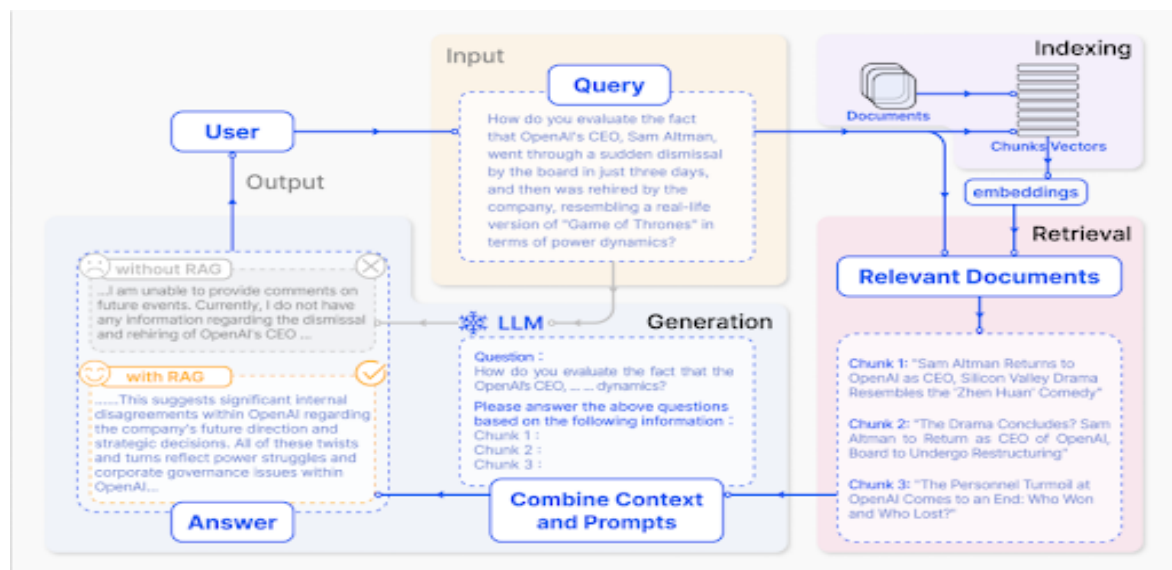 Input
Query
How do you evaluate the fact
that OpenAI's CEO, Sam Altman,
went through a sudden dismissal
by the board in just three days,
and then was rehired by the
company, resembling a real-life
version of "Game of Thrones" in
terms of power dynamics?
Indexing
Documents
Chunks Vectors
embeddings
User
Output
Retrieval
Relevant Documents
Chunk 1: "Sam Altman Returns to
OpenAI as CEO, Silicon Valley Drama
Resembles the 'Zhen Huan' Comedy"
Chunk 2: "The Drama Concludes? Sam
Altman to Return as CEO of OpenAI,
Board to Undergo Restructuring"
Chunk 3: "The Personnel Turmoil at
OpenAI Comes to an End: Who Won
and Who Lost?"
LLM
Generation
Question :
How do you evaluate the fact that the
OpenAI's CEO, ... ... dynamics?
Please answer the above questions
based on the following information :
Chunk 1 :
Chunk 2 :
Chunk 3 :
Combine Context
and Prompts
without RAG
...I am unable to provide comments on
future events. Currently, I do not have
any information regarding the dismissal
and rehiring of OpenAI's CEO ...
with RAG
......This suggests significant internal
disagreements within OpenAI regarding
the company's future direction and
strategic decisions. All of these twists
and turns reflect power struggles and
corporate governance issues within
OpenAI...
Answer